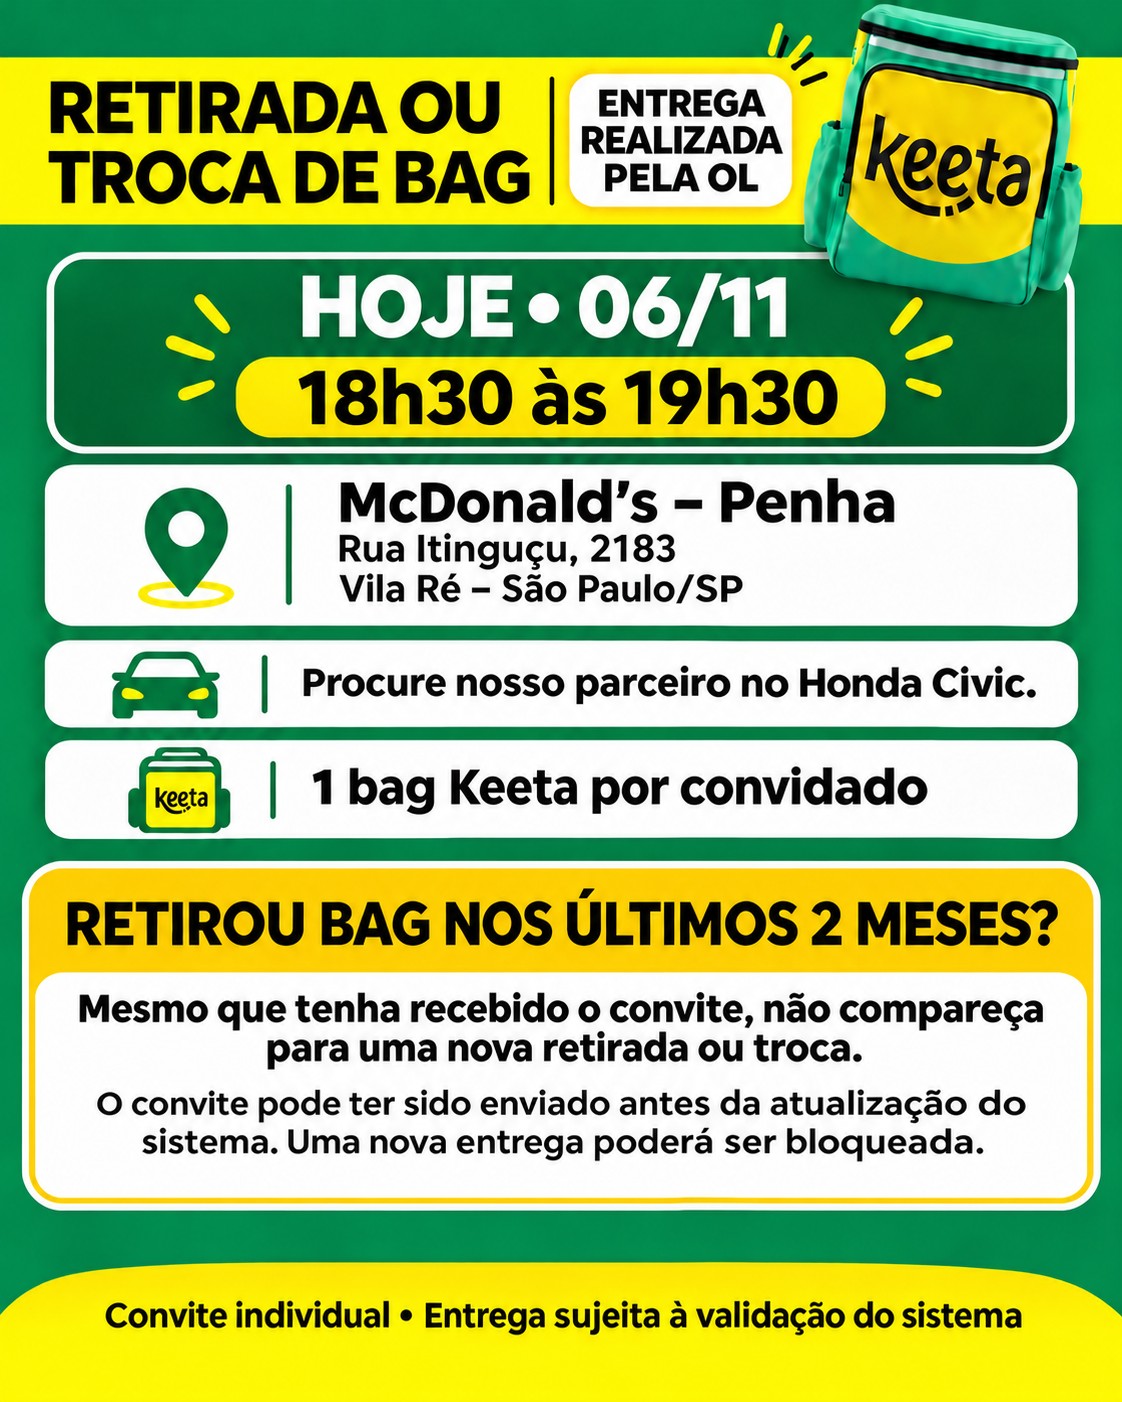 RETIRADA OU
TROCA DE BAG
ENTREGA
REALIZADA
PELA OL
keeta
HOJE • 06/11
18h30 às 19h30
McDonald’s – Penha
Rua Itinguçu, 2183
Vila Ré – São Paulo/SP
Procure nosso parceiro no Honda Civic.
keeta
1 bag Keeta por convidado
RETIROU BAG NOS ÚLTIMOS 2 MESES?
Mesmo que tenha recebido o convite, não compareça
para uma nova retirada ou troca.
O convite pode ter sido enviado antes da atualização do
sistema. Uma nova entrega poderá ser bloqueada.
Convite individual • Entrega sujeita à validação do sistema